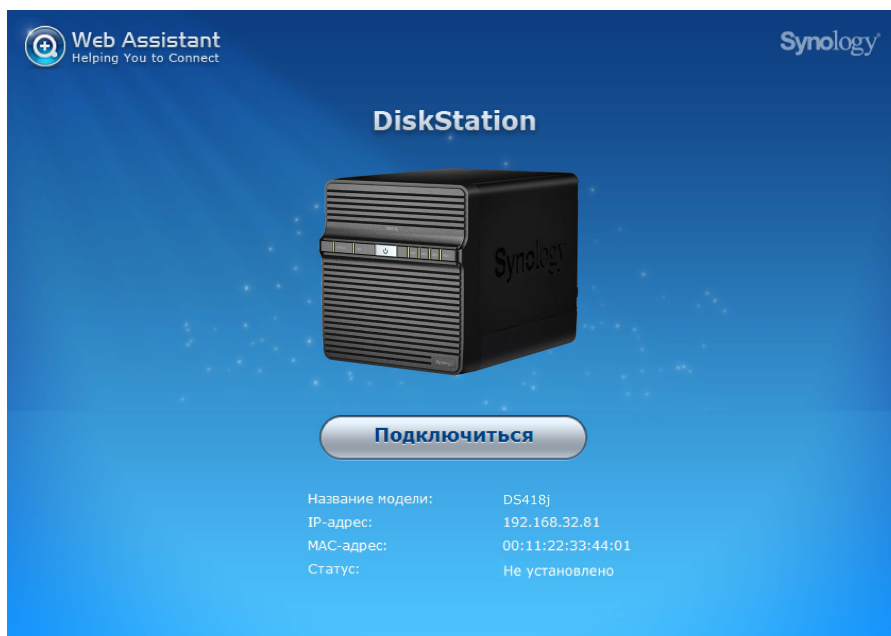 Web Assistant
Helping You to Connect
Synology
DiskStation
Synology
Подключиться
Название модели: DS418j
IP-адрес: 192.168.32.81
MAC-адрес: 00:11:22:33:44:01
Статус: Не установлено